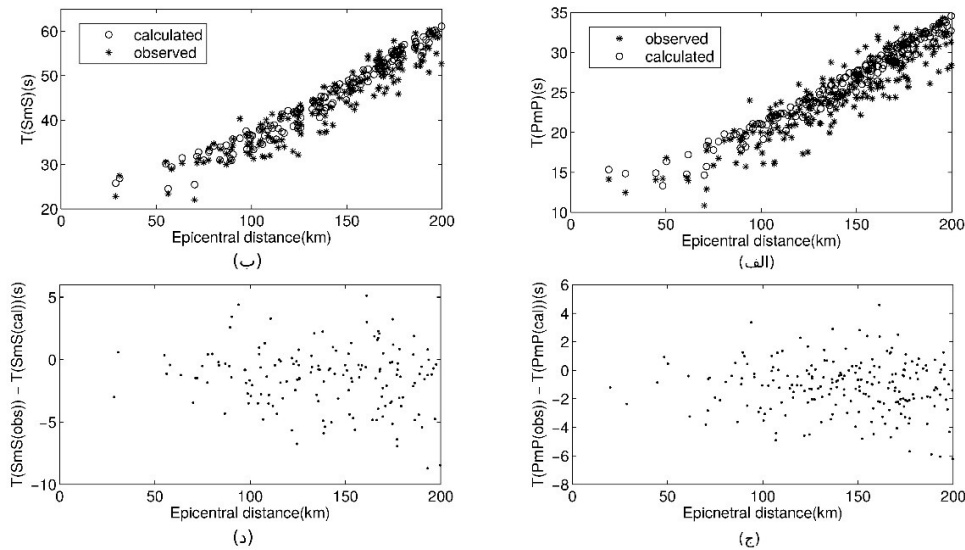 60
50
40
30
20
T(SmS)(s)
calculated
observed
0
50
100
150
200
Epicentral distance(km)
(ب)
35
30
25
20
15
10
T(PmP)(s)
observed
calculated
0
50
100
150
200
Epicentral distance(km)
(الف)
5
0
−5
−10
T(SmS(obs)) − T(SmS(cal))(s)
0
50
100
150
200
Epicentral distance(km)
(د)
6
4
2
0
−2
−4
−6
−8
T(PmP(obs)) − T(PmP(cal))(s)
0
50
100
150
200
Epicnetral distance(km)
(ج)